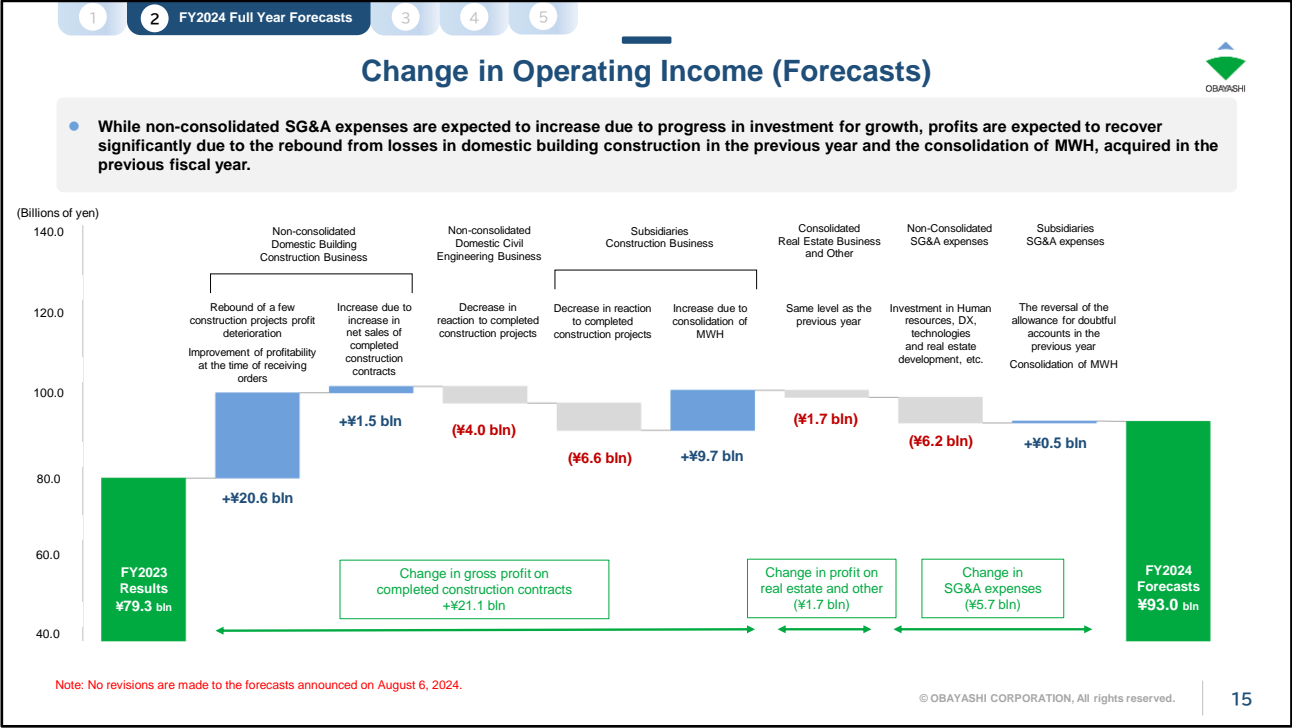 1
2
FY2024 Full Year Forecasts
3
4
5
Change in Operating Income (Forecasts)
OBAYASHI
While non-consolidated SG&A expenses are expected to increase due to progress in investment for growth, profits are expected to recover
significantly due to the rebound from losses in domestic building construction in the previous year and the consolidation of MWH, acquired in the
previous fiscal year.
(Billions of yen)
140.0
120.0
100.0
80.0
60.0
40.0
Non-consolidated
Domestic Building
Construction Business
Non-consolidated
Domestic Civil
Engineering Business
Subsidiaries
Construction Business
Consolidated
Real Estate Business
and Other
Non-Consolidated
SG&A expenses
Subsidiaries
SG&A expenses
Rebound of a few
construction projects profit
deterioration
Improvement of profitability
at the time of receiving
orders
Increase due to
increase in
net sales of
completed
construction
contracts
Decrease in
reaction to completed
construction projects
Decrease in reaction
to completed
construction projects
Increase due to
consolidation of
MWH
Same level as the
previous year
Investment in Human
resources, DX,
technologies
and real estate
development, etc.
The reversal of the
allowance for doubtful
accounts in the
previous year
Consolidation of MWH
+¥20.6 bln
+¥1.5 bln
(¥4.0 bln)
(¥6.6 bln)
+¥9.7 bln
(¥1.7 bln)
(¥6.2 bln)
+¥0.5 bln
FY2023
Results
¥79.3 bln
Change in gross profit on
completed construction contracts
+¥21.1 bln
Change in profit on
real estate and other
(¥1.7 bln)
Change in
SG&A expenses
(¥5.7 bln)
FY2024
Forecasts
¥93.0 bln
Note: No revisions are made to the forecasts announced on August 6, 2024.
© OBAYASHI CORPORATION, All rights reserved.
15